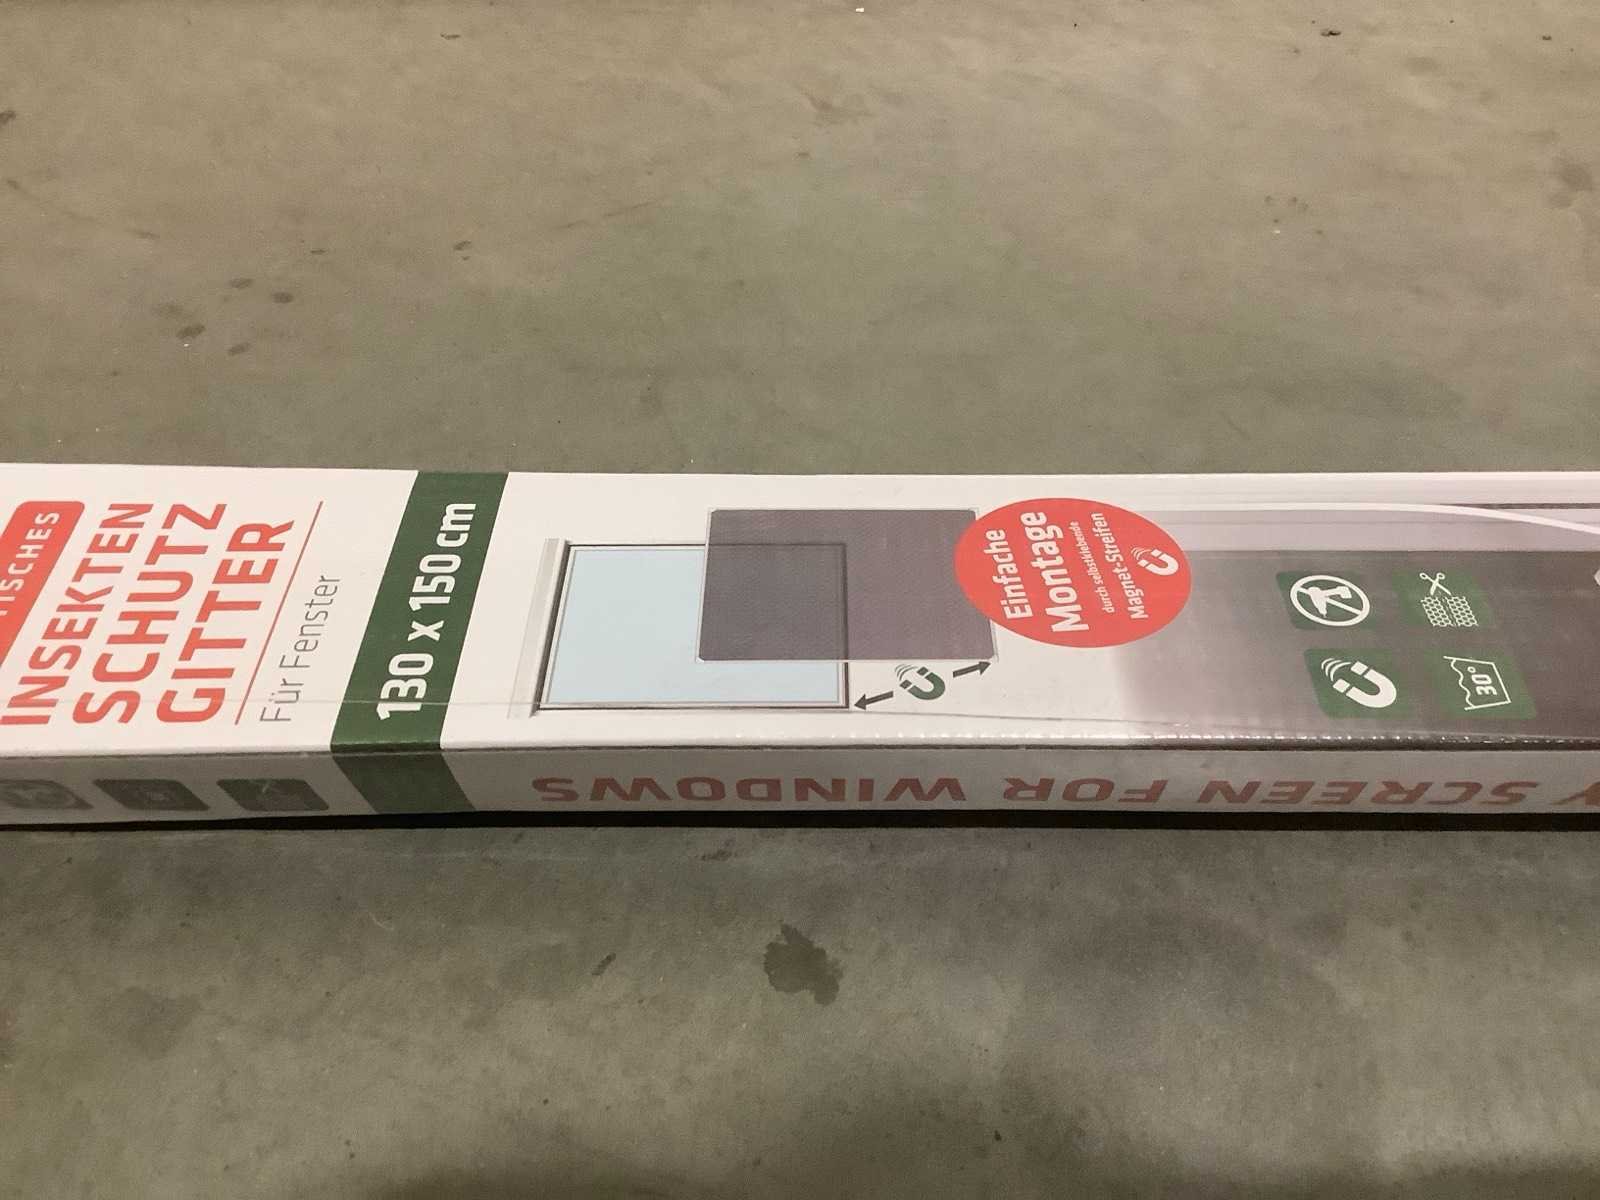 INSEKTEN
SCHUTZ
GITTER
Für Fenster
130 x 150 cm
Einfache
Montage
durch selbstklebende
Magnet-Streifen
30°
SCREEN FOR WINDOWS